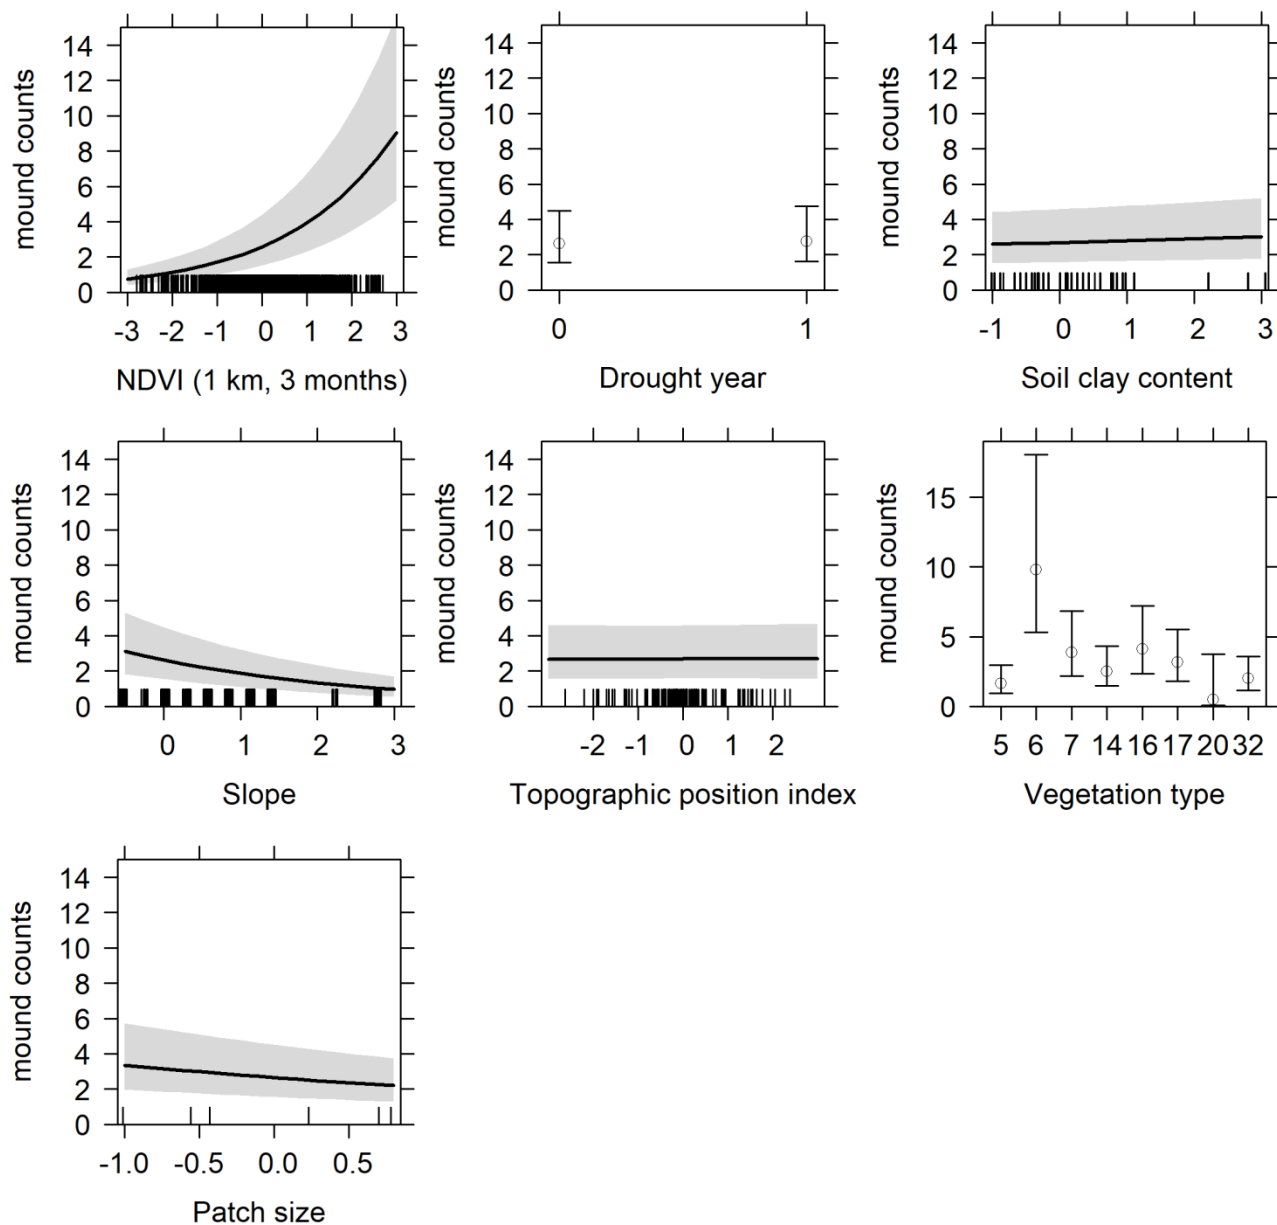 mound counts
14
12
10
8
6
4
2
0
-3 -2 -1 0 1 2 3
NDVI (1 km, 3 months)
mound counts
14
12
10
8
6
4
2
0
0 1
Drought year
mound counts
14
12
10
8
6
4
2
0
-1 0 1 2 3
Soil clay content
mound counts
14
12
10
8
6
4
2
0
0 1 2 3
Slope
mound counts
14
12
10
8
6
4
2
0
-2 -1 0 1 2
Topographic position index
mound counts
15
10
5
0
5 6 7 14 16 17 20 32
Vegetation type
mound counts
14
12
10
8
6
4
2
0
-1.0 -0.5 0.0 0.5
Patch size